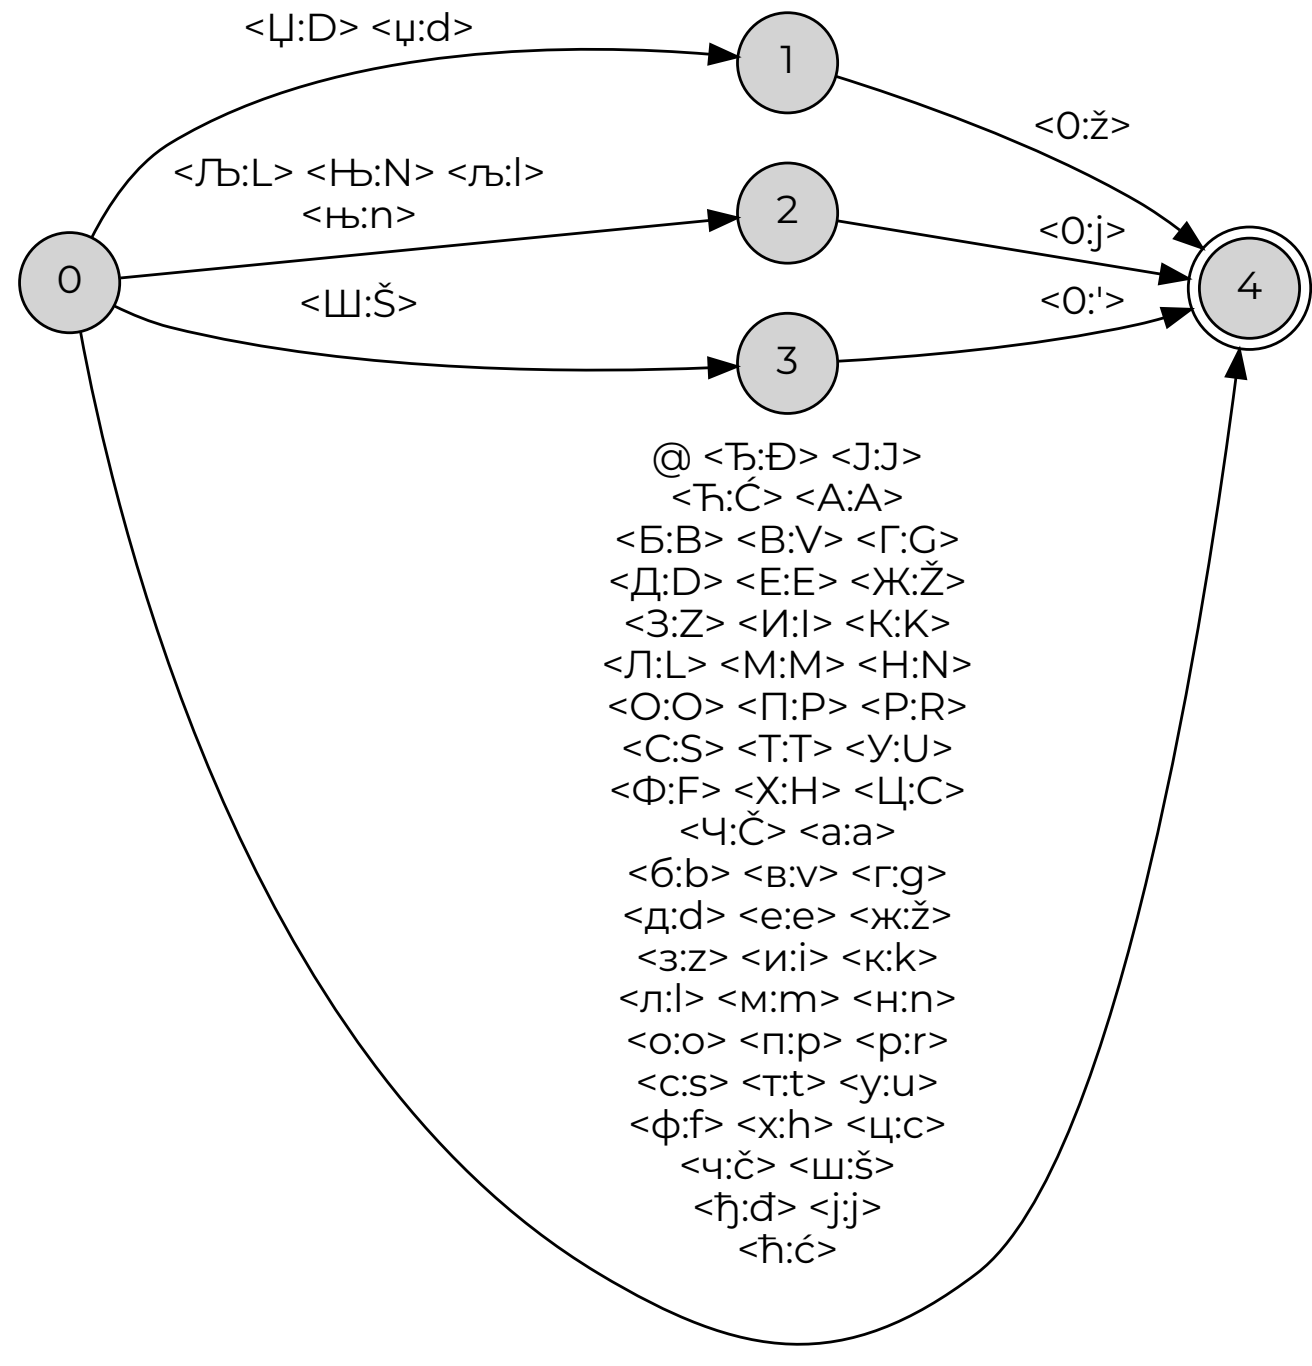 <Џ:D> <џ:d>
1
<0:ž>
<Љ:L> <Њ:N> <љ:l>
<њ:n>
2
<0:j>
0
4
<Ш:Š>
<0:'>
3
@ <Ђ:Đ> <Ј:J>
<Ћ:Ć> <А:A>
<Б:B> <В:V> <Г:G>
<Д:D> <Е:E> <Ж:Ž>
<З:Z> <И:I> <К:K>
<Л:L> <М:M> <Н:N>
<О:O> <П:P> <Р:R>
<С:S> <Т:T> <У:U>
<Ф:F> <Х:H> <Ц:C>
<Ч:Č> <а:a>
<б:b> <в:v> <г:g>
<д:d> <е:e> <ж:ž>
<з:z> <и:i> <к:k>
<л:l> <м:m> <н:n>
<о:o> <п:p> <р:r>
<с:s> <т:t> <у:u>
<ф:f> <х:h> <ц:c>
<ч:č> <ш:š>
<ђ:đ> <ј:j>
<ћ:ć>